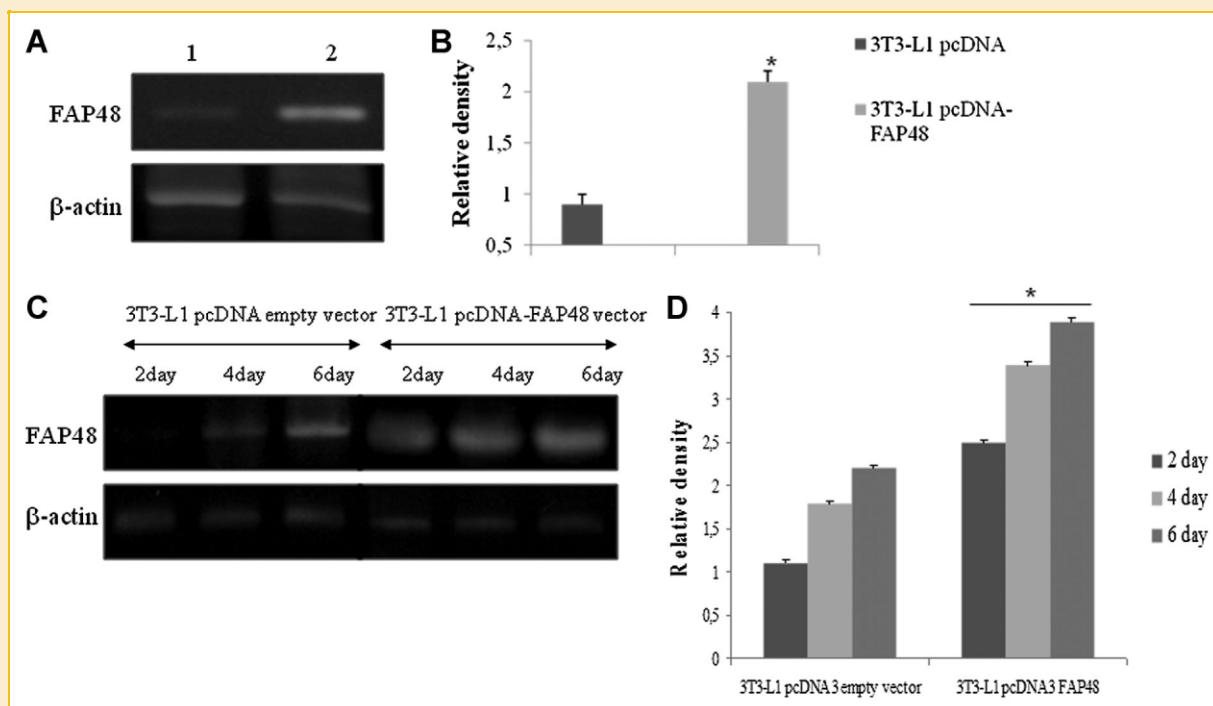 A
1 2
FAP48
β-actin
B
Relative density
2,5
2
1,5
1
0,5
*
3T3-L1 pcDNA
3T3-L1 pcDNA-
FAP48
C
3T3-L1 pcDNA empty vector 3T3-L1 pcDNA-FAP48 vector
2day 4day 6day 2day 4day 6day
FAP48
β-actin
D
Relative density
4
3,5
3
2,5
2
1,5
1
0,5
0
*
3T3-L1 pcDNA3 empty vector 3T3-L1 pcDNA3 FAP48
2 day
4 day
6 day